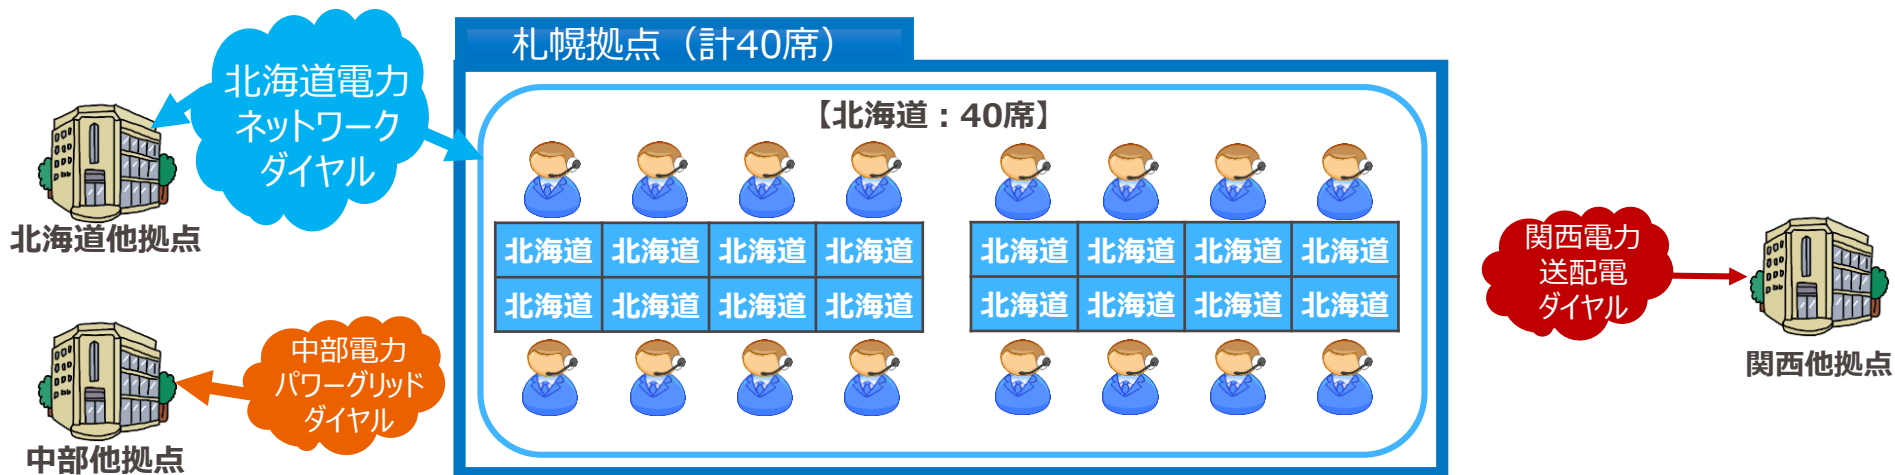 札幌拠点（計40席）
北海道電力
ネットワーク
ダイヤル
北海道他拠点
【北海道：40席】
北海道 北海道 北海道 北海道
北海道 北海道 北海道 北海道
北海道 北海道 北海道 北海道
北海道 北海道 北海道 北海道
中部電力
パワーグリッド
ダイヤル
中部他拠点
関西電力
送配電
ダイヤル
関西他拠点